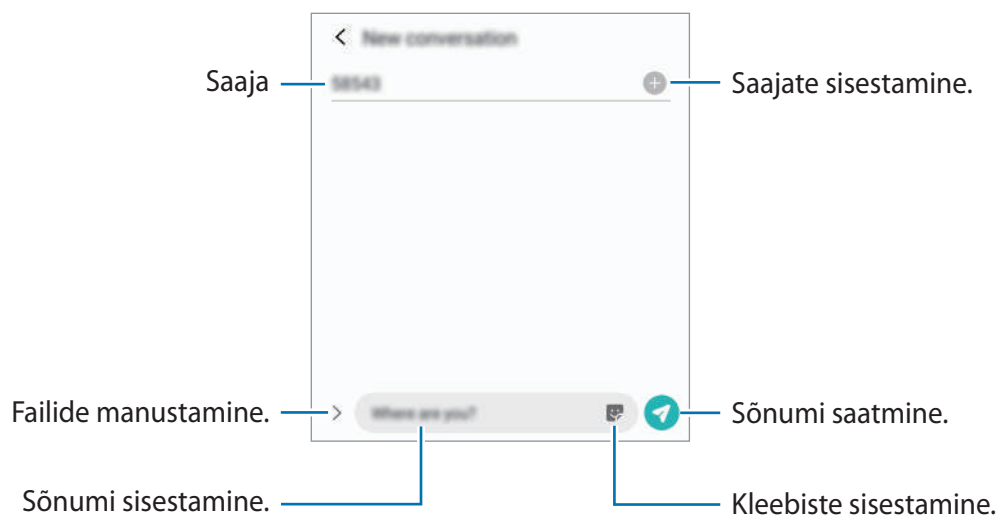 New conversation
Saaja
58543
Saajate sisestamine.
Failide manustamine.
Where are you?
Sõnumi saatmine.
Sõnumi sisestamine.
Kleebiste sisestamine.